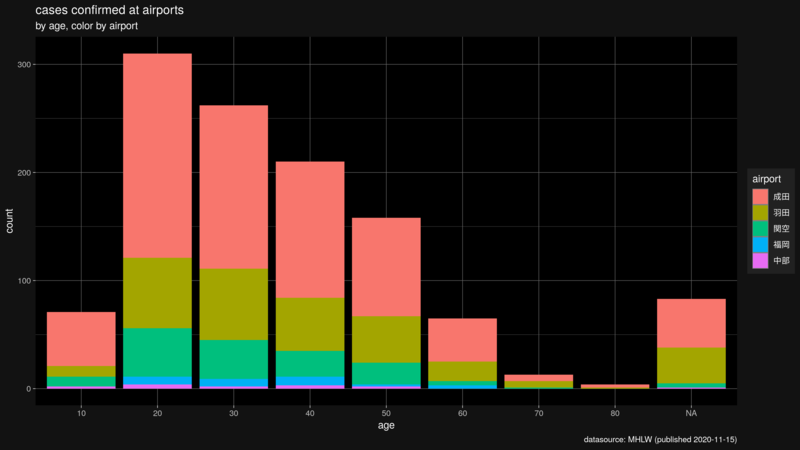 cases confirmed at airports
by age, color by airport
count
300
200
100
0
10 20 30 40 50 60 70 80 NA
age
airport
成田
羽田
関空
福岡
中部
datasource: MHLW (published 2020-11-15)